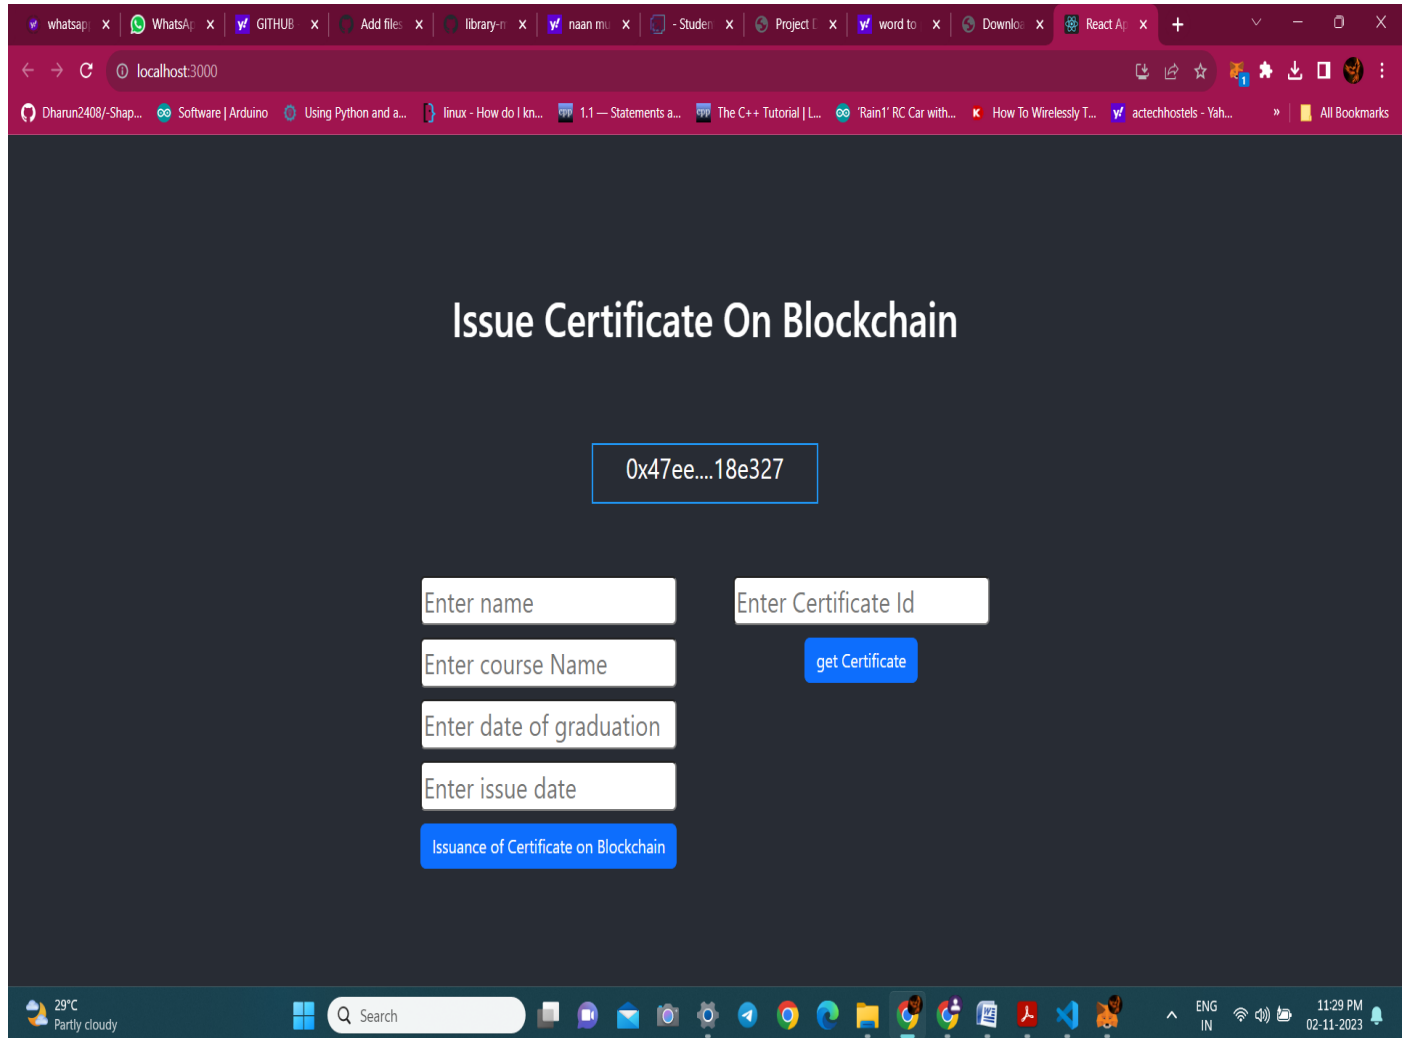 whatsap WhatsAp GITHUB - Add files library-m naan mu - Studen Project D word to Downloa React Ap
localhost:3000
Dharun2408/-Shap... Software | Arduino Using Python and a... linux - How do I kn... 1.1 — Statements a... The C++ Tutorial | L... 'Rain1' RC Car with... How To Wirelessly T... actechhostels - Yah... » All Bookmarks
Issue Certificate On Blockchain
0x47ee....18e327
Enter name Enter Certificate Id
Enter course Name get Certificate
Enter date of graduation
Enter issue date
Issuance of Certificate on Blockchain
29°C
Partly cloudy
Search
ENG
IN
11:29 PM
02-11-2023